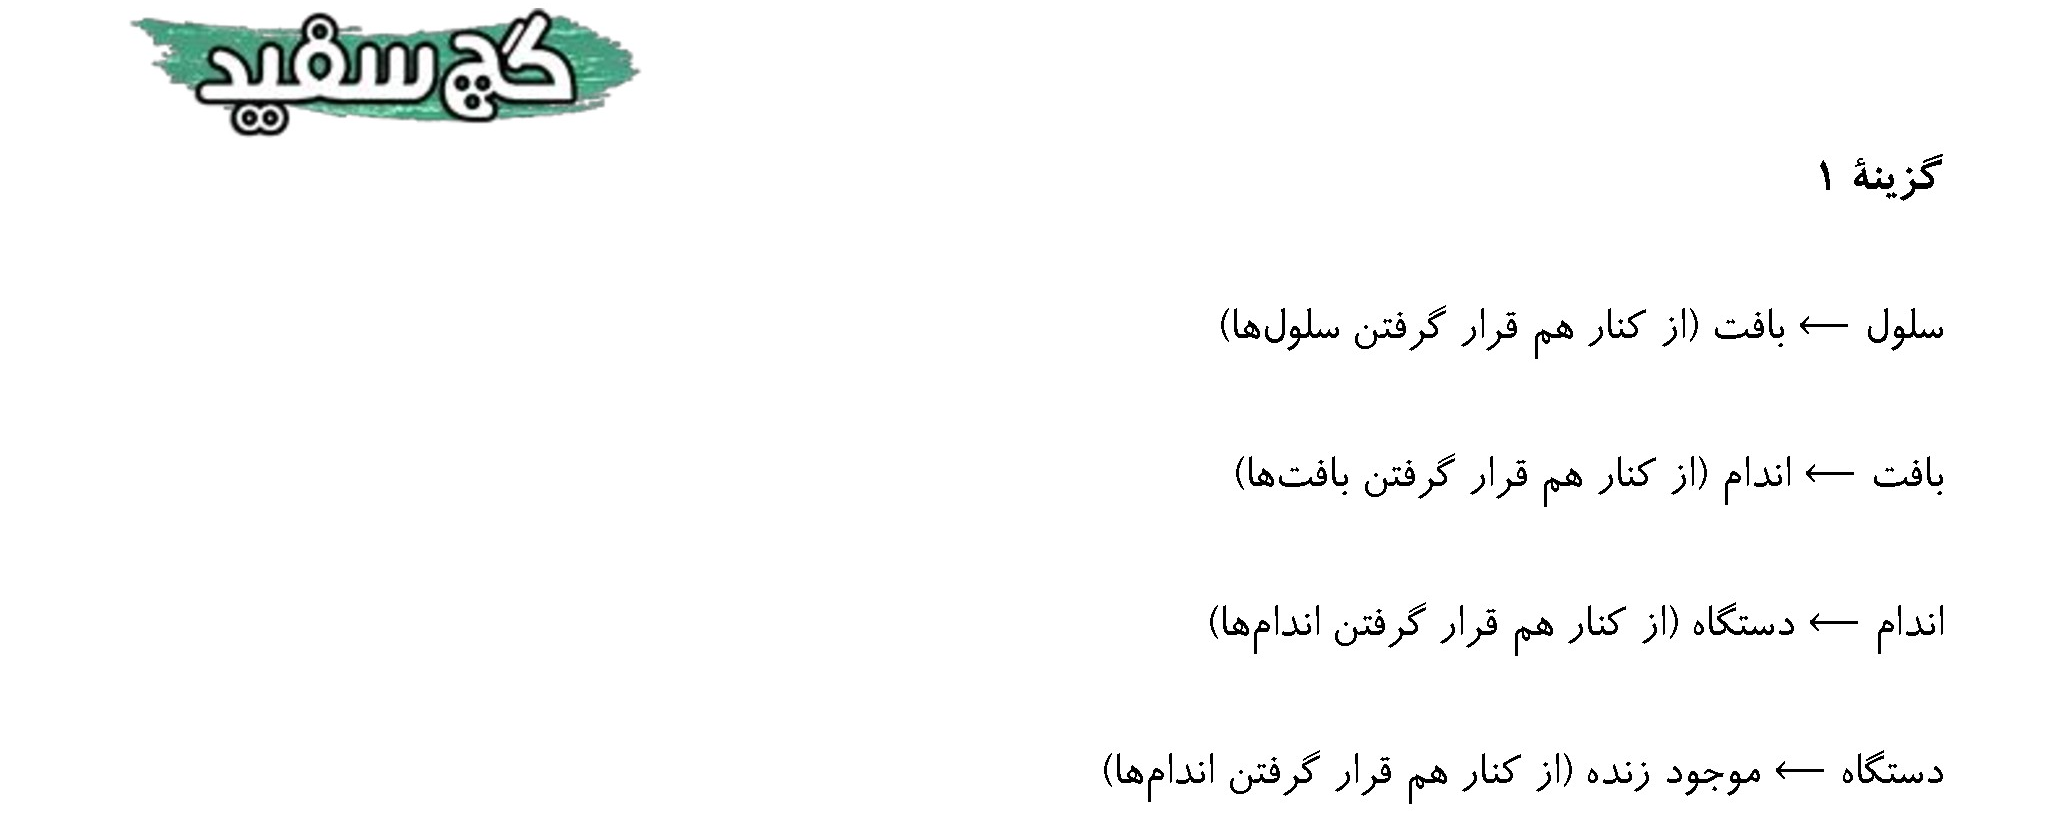 گچ سفید
گزینهٔ ۱
سلول ⟵ بافت (از کنار هم قرار گرفتن سلول‌ها)
بافت ⟵ اندام (از کنار هم قرار گرفتن بافت‌ها)
اندام ⟵ دستگاه (از کنار هم قرار گرفتن اندام‌ها)
دستگاه ⟵ موجود زنده (از کنار هم قرار گرفتن اندام‌ها)